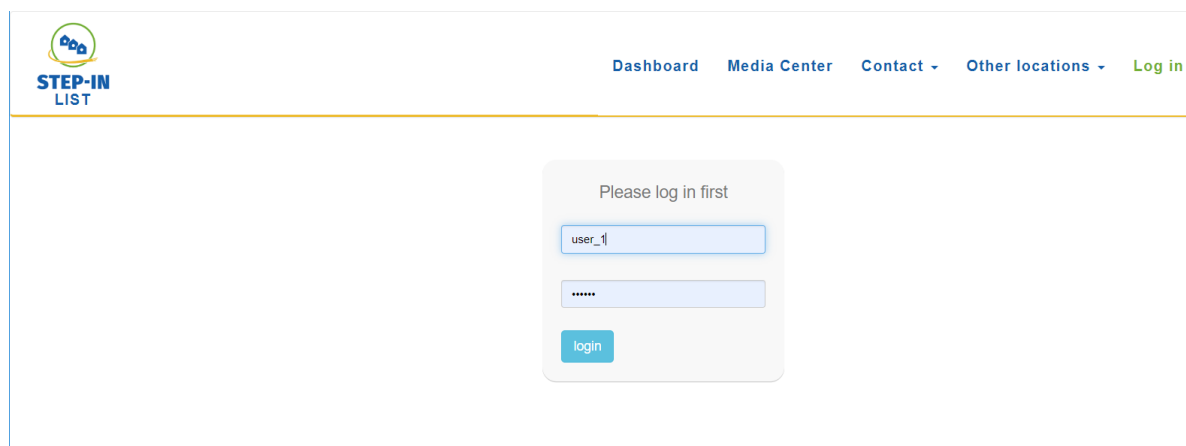 STEP-IN
LIST
Dashboard Media Center Contact Other locations Log in
Please log in first
user_1
••••••
login